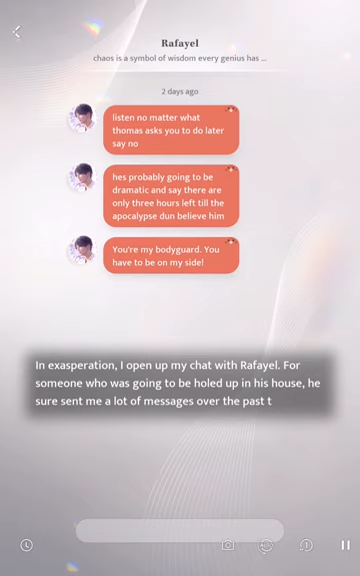 Rafayel
chaos is a symbol of wisdom every genius has ...
2 days ago
listen no matter what
thomas asks you to do later
say no
hes probably going to be
dramatic and say there are
only three hours left till the
apocalypse dun believe him
You're my bodyguard. You
have to be on my side!
In exasperation, I open up my chat with Rafayel. For
someone who was going to be holed up in his house, he
sure sent me a lot of messages over the past t
AUTO